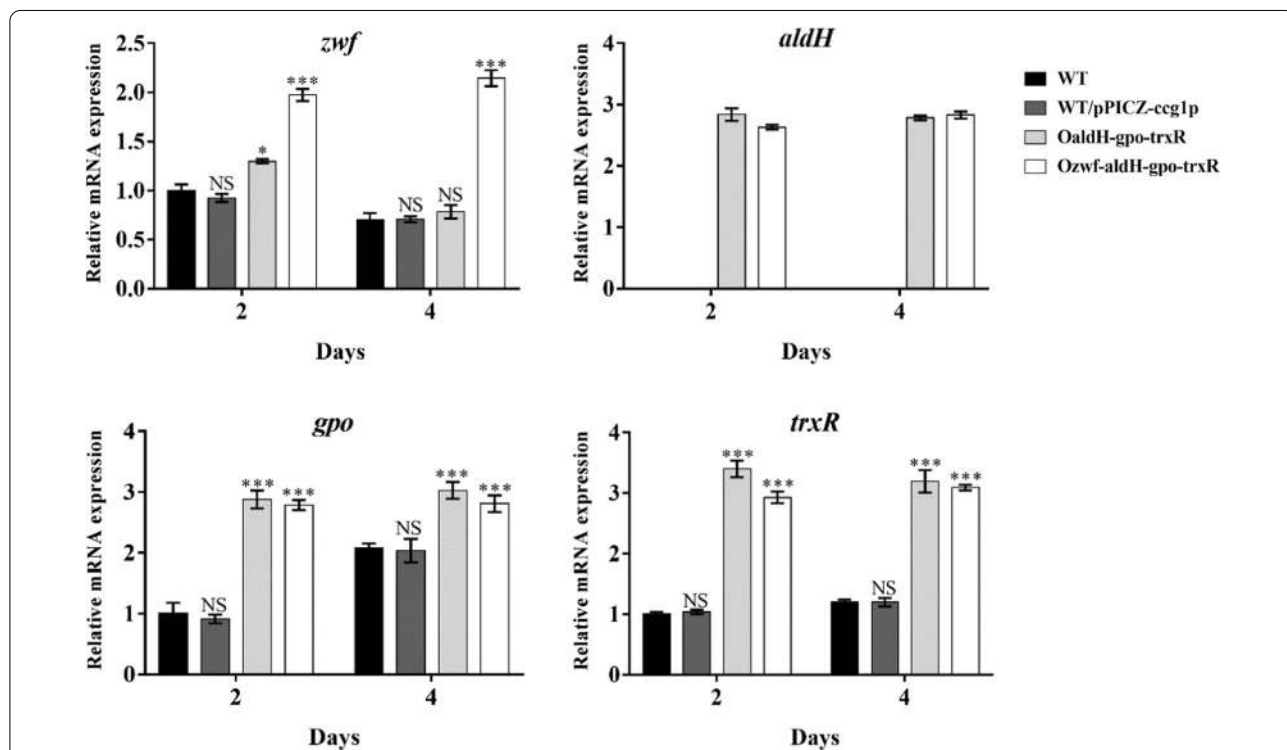 zwf
Relative mRNA expression
2.5
2.0
1.5
1.0
0.5
0.0
NS
*
***
NS
NS
***
2
4
Days
aldH
Relative mRNA expression
4
3
2
1
0
2
4
Days
WT
WT/pPICZ-ccg1p
OaldH-gpo-trxR
Ozwf-aldH-gpo-trxR
gpo
Relative mRNA expression
4
3
2
1
0
NS
***
***
NS
***
***
2
4
Days
trxR
Relative mRNA expression
4
3
2
1
0
NS
***
***
NS
***
***
2
4
Days